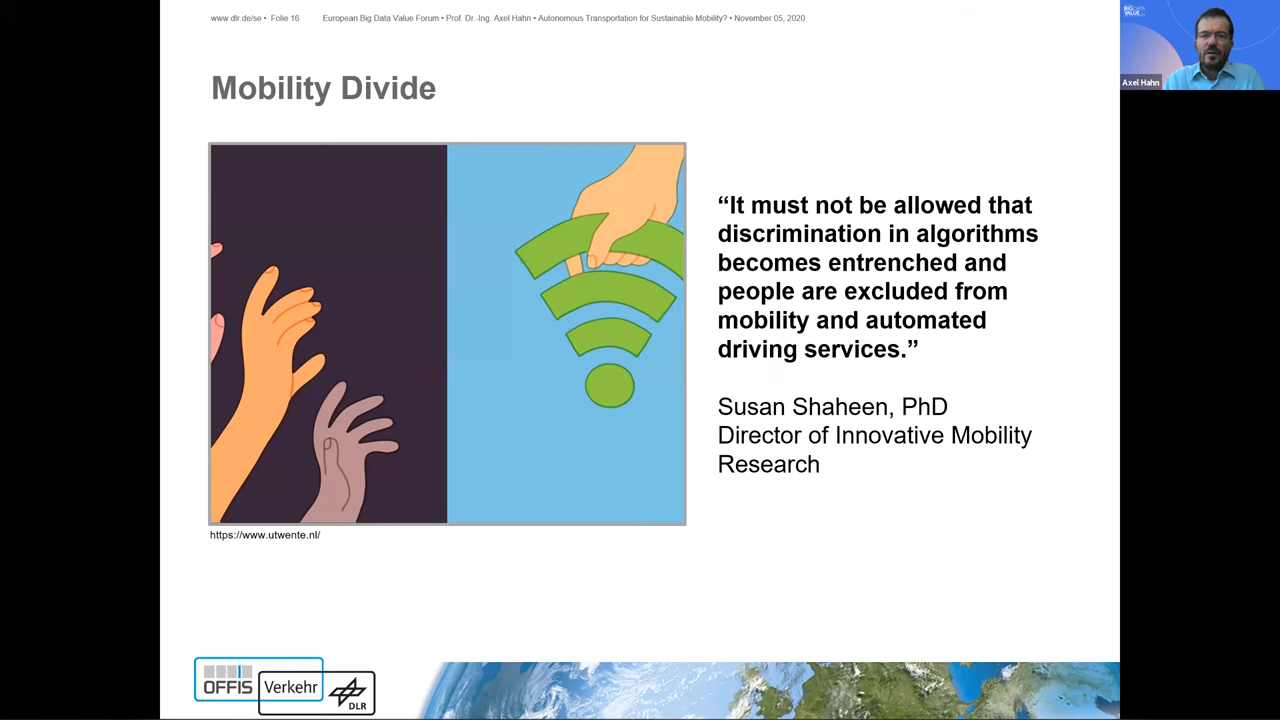 www.dlr.de/se • Folie 16 European Big Data Value Forum • Prof. Dr.-Ing. Axel Hahn • Autonomous Transportation for Sustainable Mobility? • November 05, 2020
BIG DATA
VALUE
Axel Hahn
Mobility Divide
“It must not be allowed that
discrimination in algorithms
becomes entrenched and
people are excluded from
mobility and automated
driving services.”
Susan Shaheen, PhD
Director of Innovative Mobility
Research
https://www.utwente.nl/
OFFIS
Verkehr
DLR